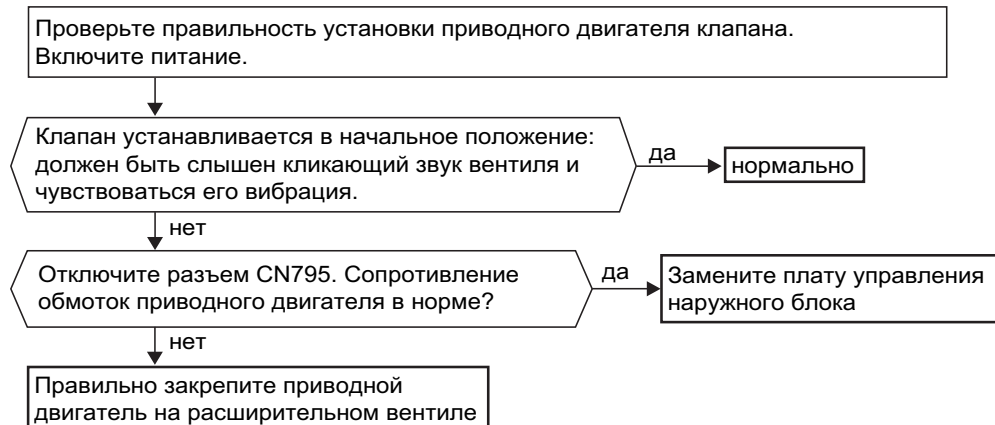 Проверьте правильность установки приводного двигателя клапана.
Включите питание.
Клапан устанавливается в начальное положение:
должен быть слышен кликающий звук вентиля и
чувствоваться его вибрация.
да
нормально
нет
Отключите разъем CN795. Сопротивление
обмоток приводного двигателя в норме?
да
Замените плату управления
наружного блока
нет
Правильно закрепите приводной
двигатель на расширительном вентиле